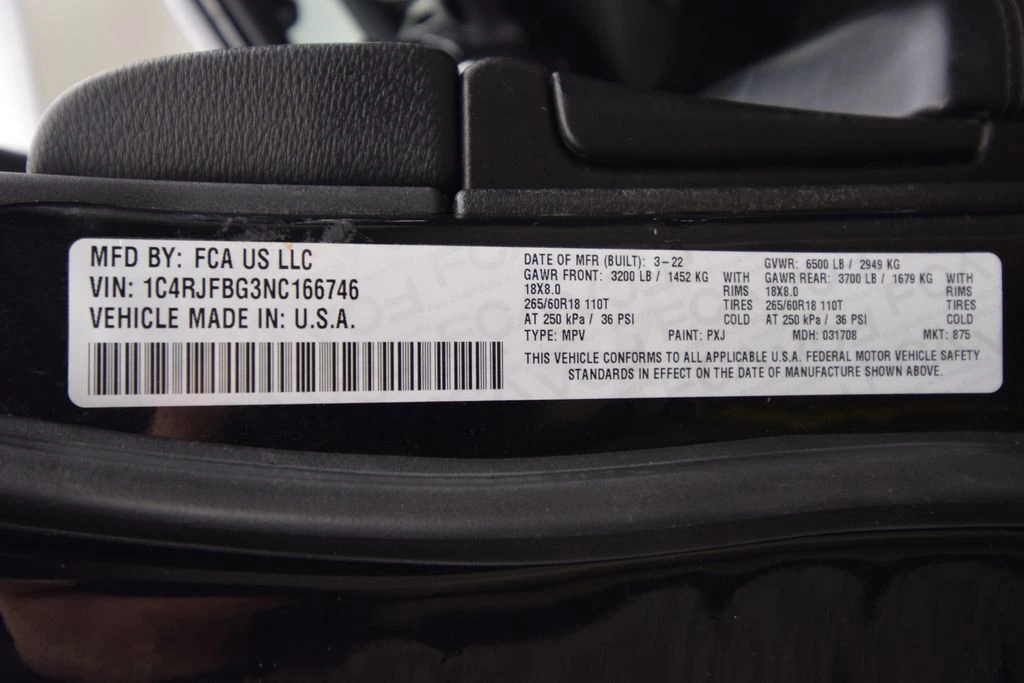 MFD BY: FCA US LLC
VIN: 1C4RJFBG3NC166746
VEHICLE MADE IN: U.S.A.
DATE OF MFR (BUILT): 3-22 GVWR: 6500 LB / 2949 KG
GAWR FRONT: 3200 LB / 1452 KG WITH GAWR REAR: 3700 LB / 1679 KG WITH
18X8.0 RIMS 18X8.0 RIMS
265/60R18 110T TIRES 265/60R18 110T TIRES
AT 250 kPa / 36 PSI COLD AT 250 kPa / 36 PSI COLD
TYPE: MPV PAINT: PXJ MDH: 031708 MKT: 875
THIS VEHICLE CONFORMS TO ALL APPLICABLE U.S.A. FEDERAL MOTOR VEHICLE SAFETY
STANDARDS IN EFFECT ON THE DATE OF MANUFACTURE SHOWN ABOVE.